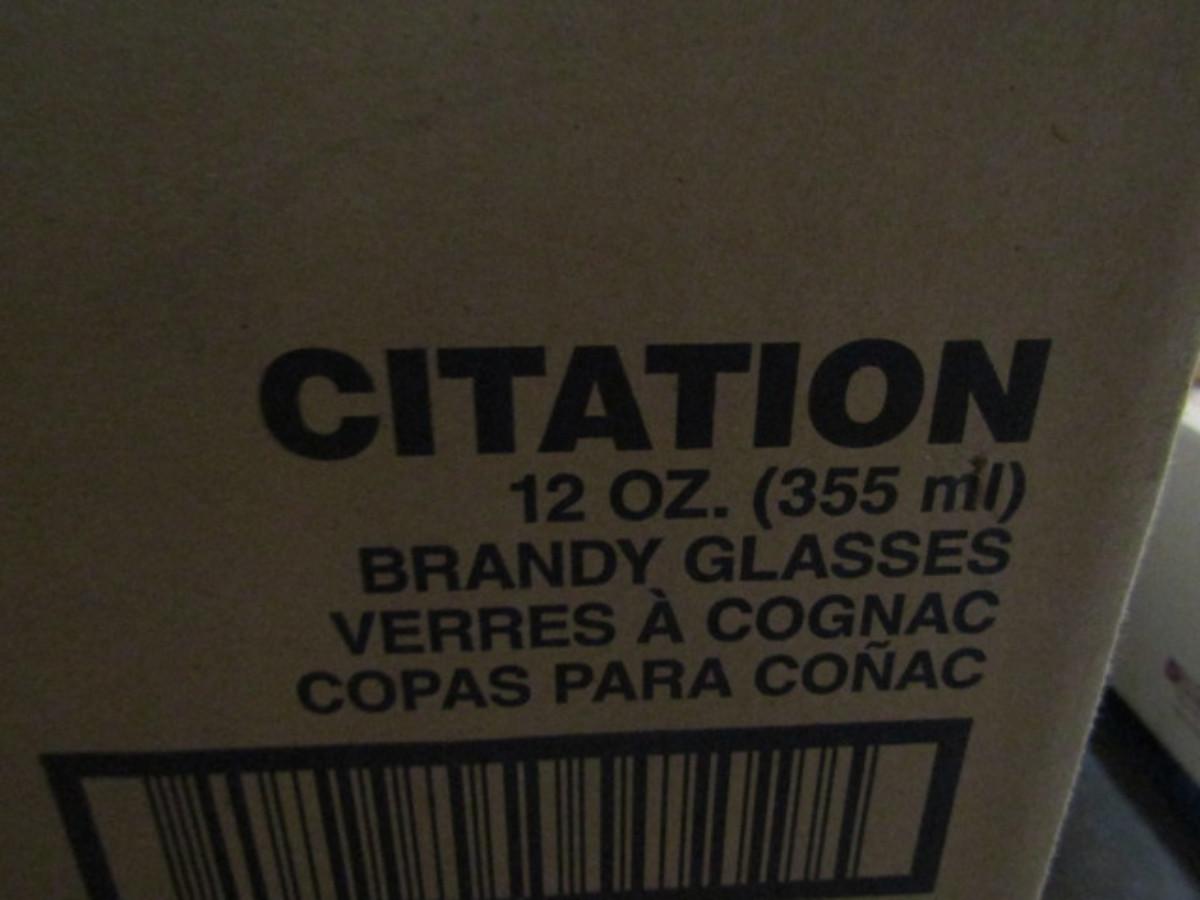 CITATION
12 OZ. (355 ml)
BRANDY GLASSES
VERRES À COGNAC
COPAS PARA COÑAC